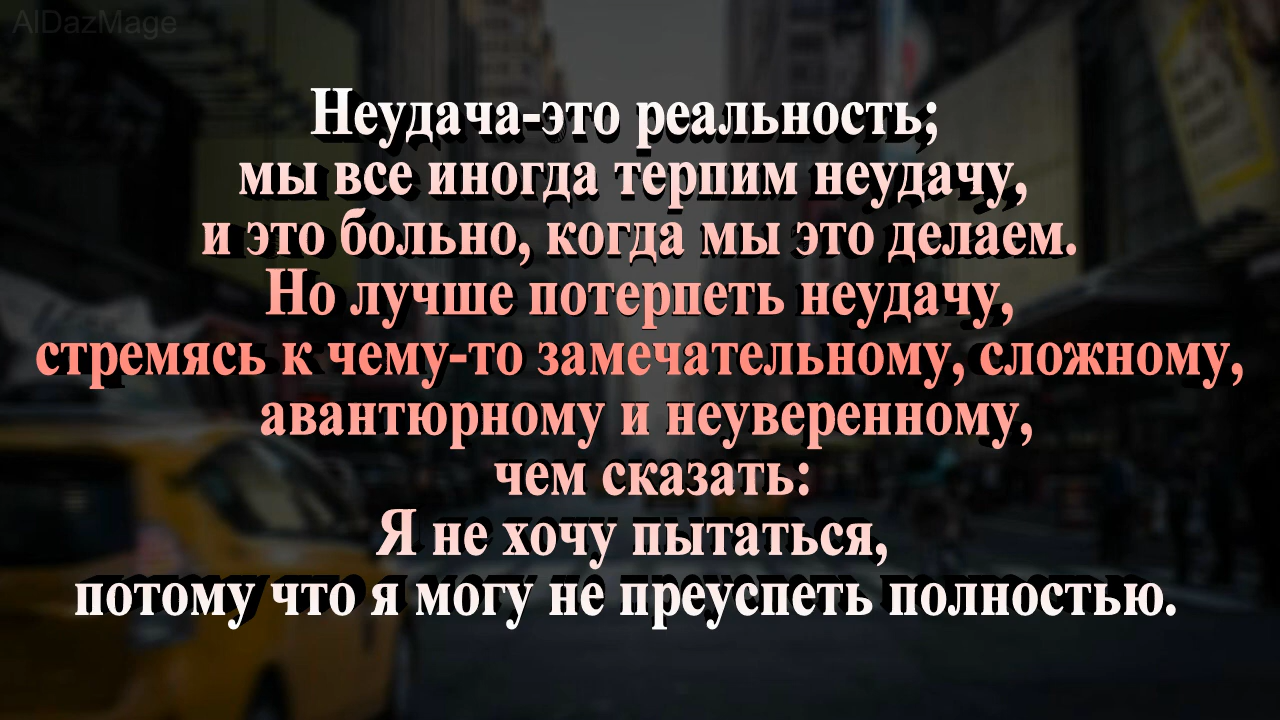 AlDazMage
Неудача-это реальность;
мы все иногда терпим неудачу,
и это больно, когда мы это делаем.
Но лучше потерпеть неудачу,
стремясь к чему-то замечательному, сложному,
авантюрному и неуверенному,
чем сказать:
Я не хочу пытаться,
потому что я могу не преуспеть полностью.